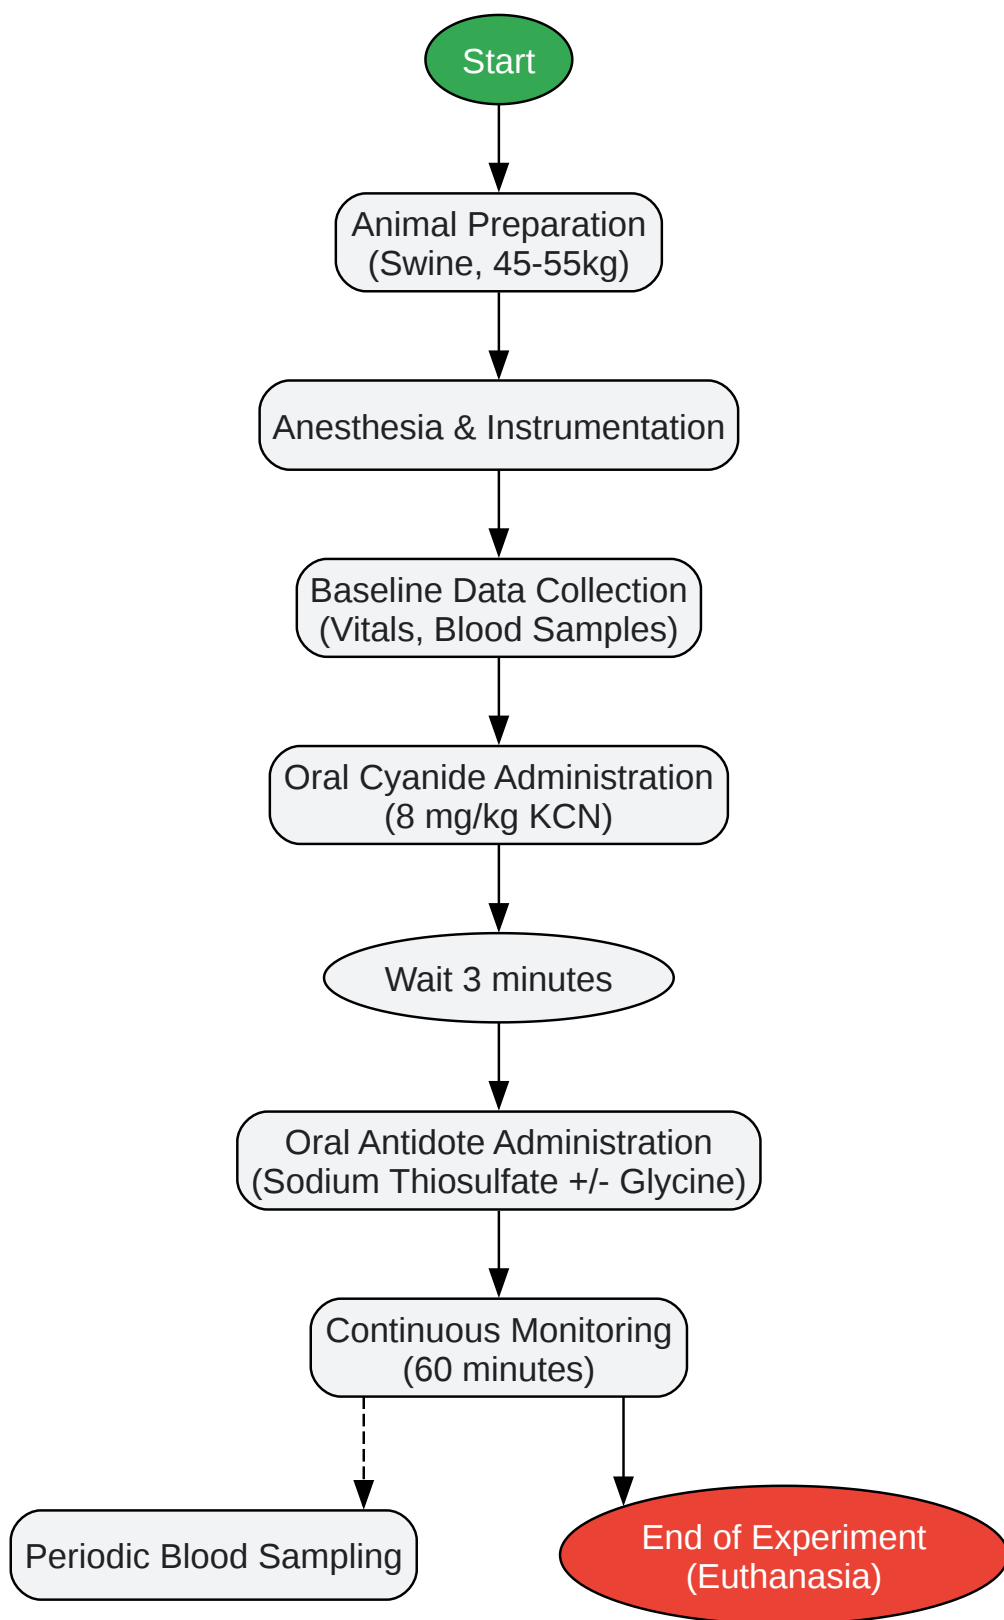 Start
Animal Preparation
(Swine, 45-55kg)
Anesthesia & Instrumentation
Baseline Data Collection
(Vitals, Blood Samples)
Oral Cyanide Administration
(8 mg/kg KCN)
Wait 3 minutes
Oral Antidote Administration
(Sodium Thiosulfate +/- Glycine)
Continuous Monitoring
(60 minutes)
Periodic Blood Sampling
End of Experiment
(Euthanasia)